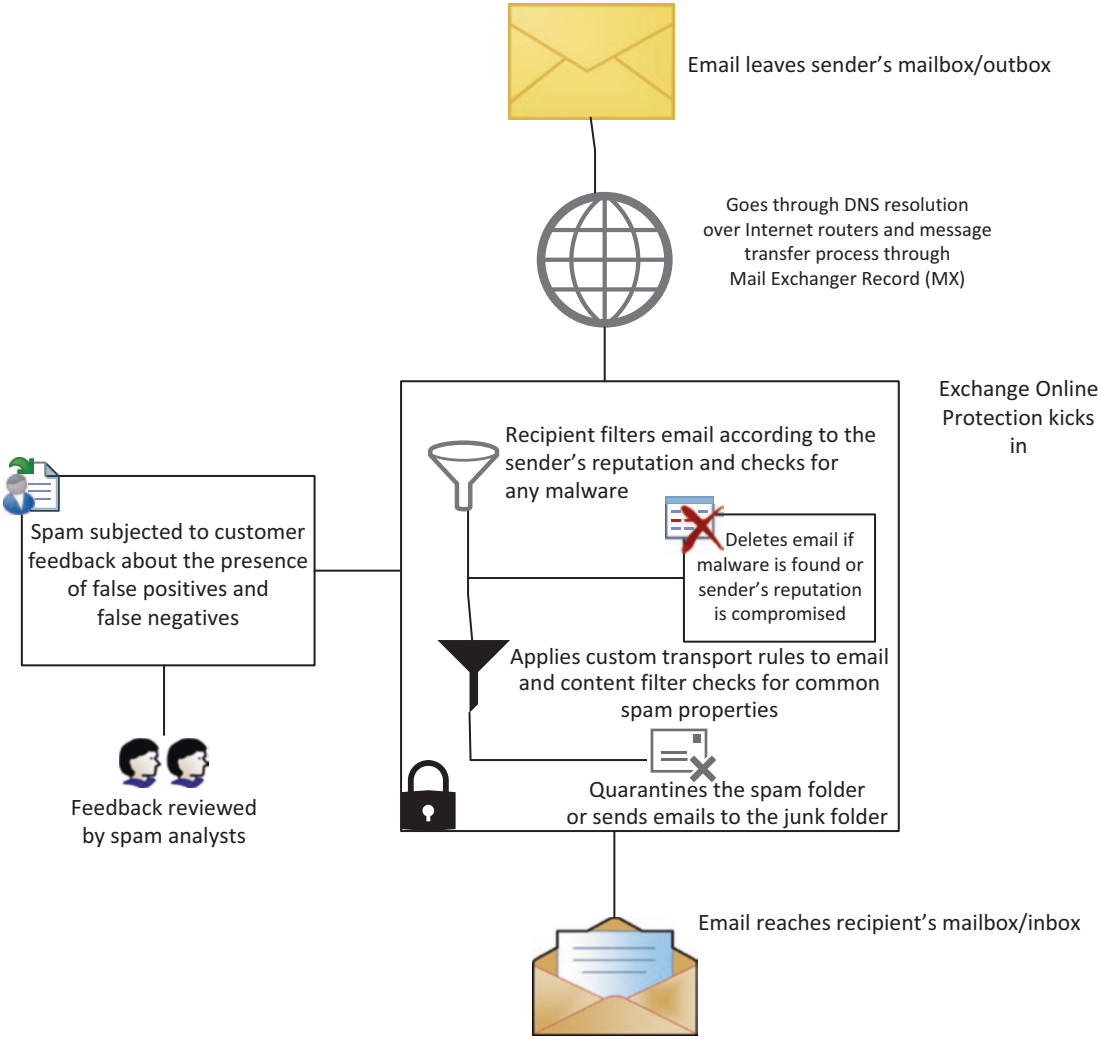 Email leaves sender's mailbox/outbox
Goes through DNS resolution
over Internet routers and message
transfer process through
Mail Exchanger Record (MX)
Exchange Online
Protection kicks
in
Recipient filters email according to the
sender's reputation and checks for
any malware
Deletes email if
malware is found or
sender's reputation
is compromised
Applies custom transport rules to email
and content filter checks for common
spam properties
Quarantines the spam folder
or sends emails to the junk folder
Spam subjected to customer
feedback about the presence
of false positives and
false negatives
Feedback reviewed
by spam analysts
Email reaches recipient's mailbox/inbox